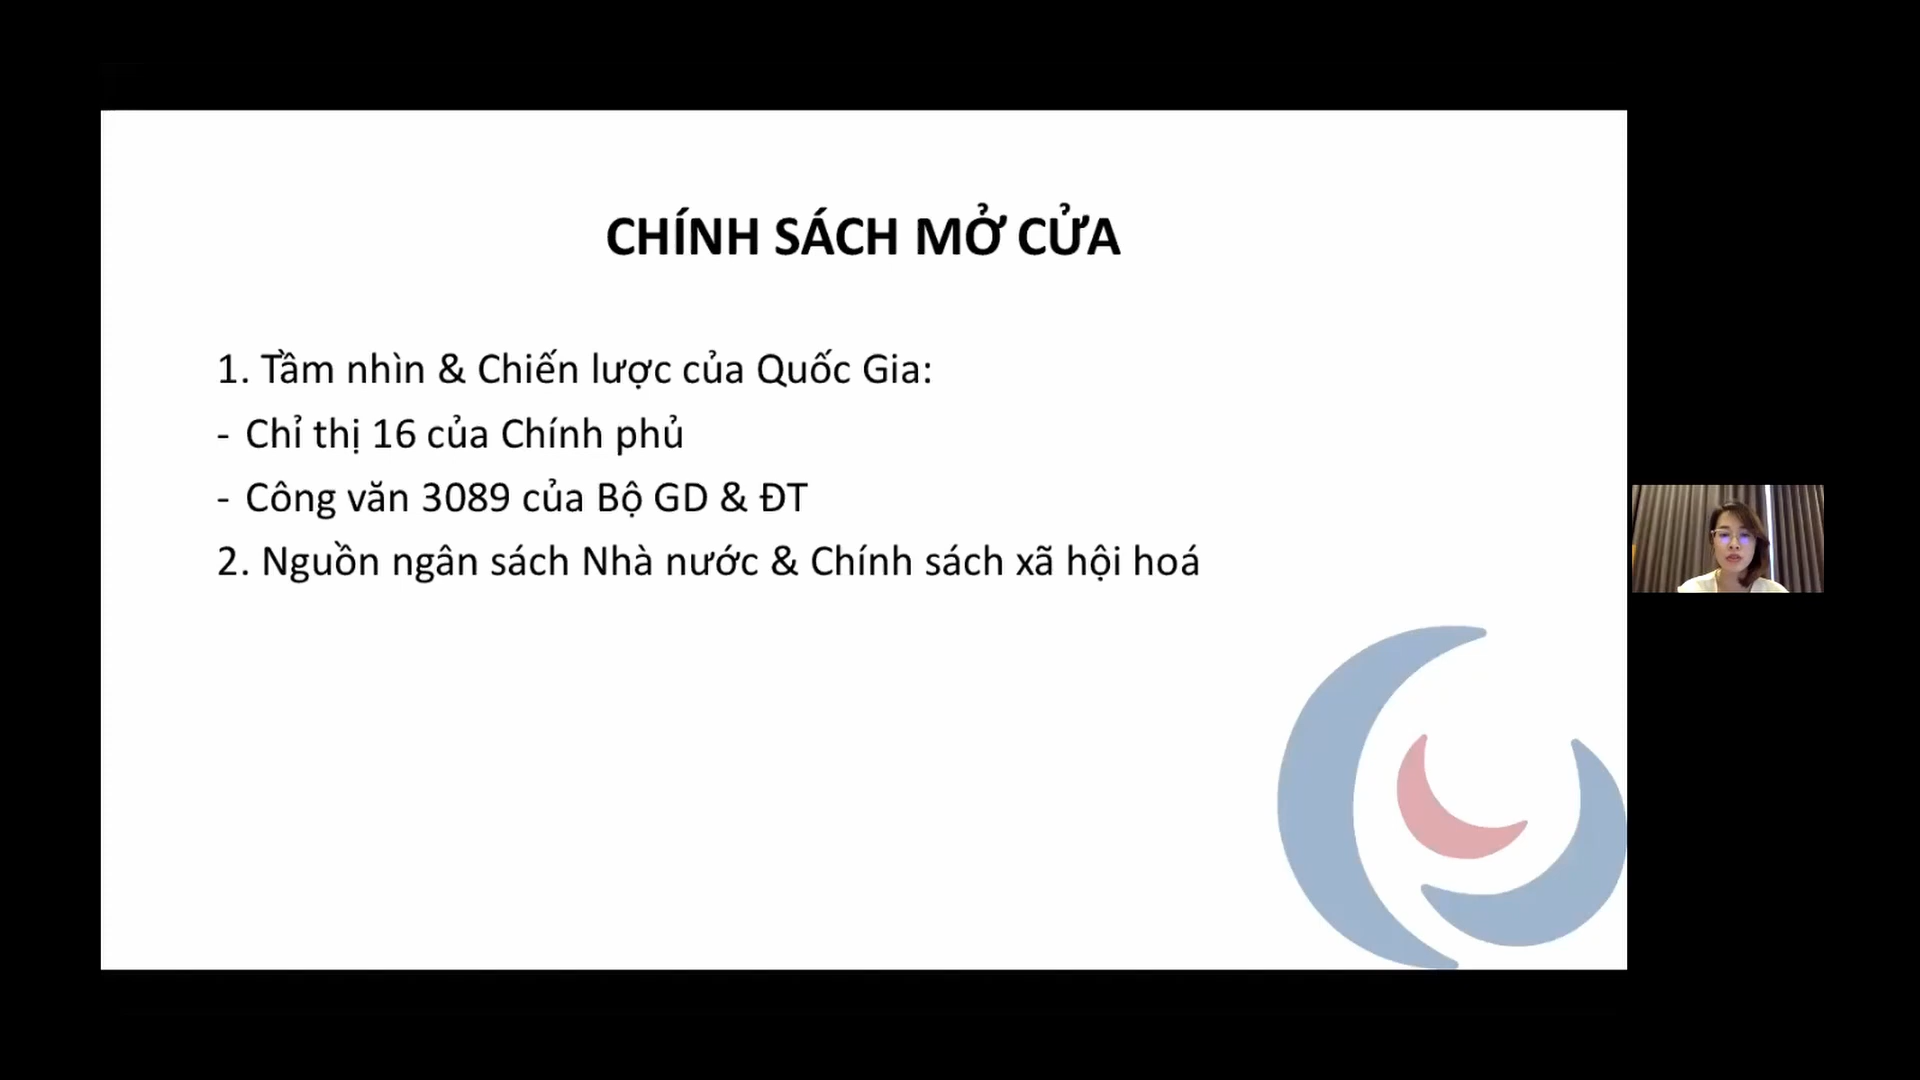 CHÍNH SÁCH MỞ CỬA
1. Tầm nhìn & Chiến lược của Quốc Gia:
- Chỉ thị 16 của Chính phủ
- Công văn 3089 của Bộ GD & ĐT
2. Nguồn ngân sách Nhà nước & Chính sách xã hội hoá